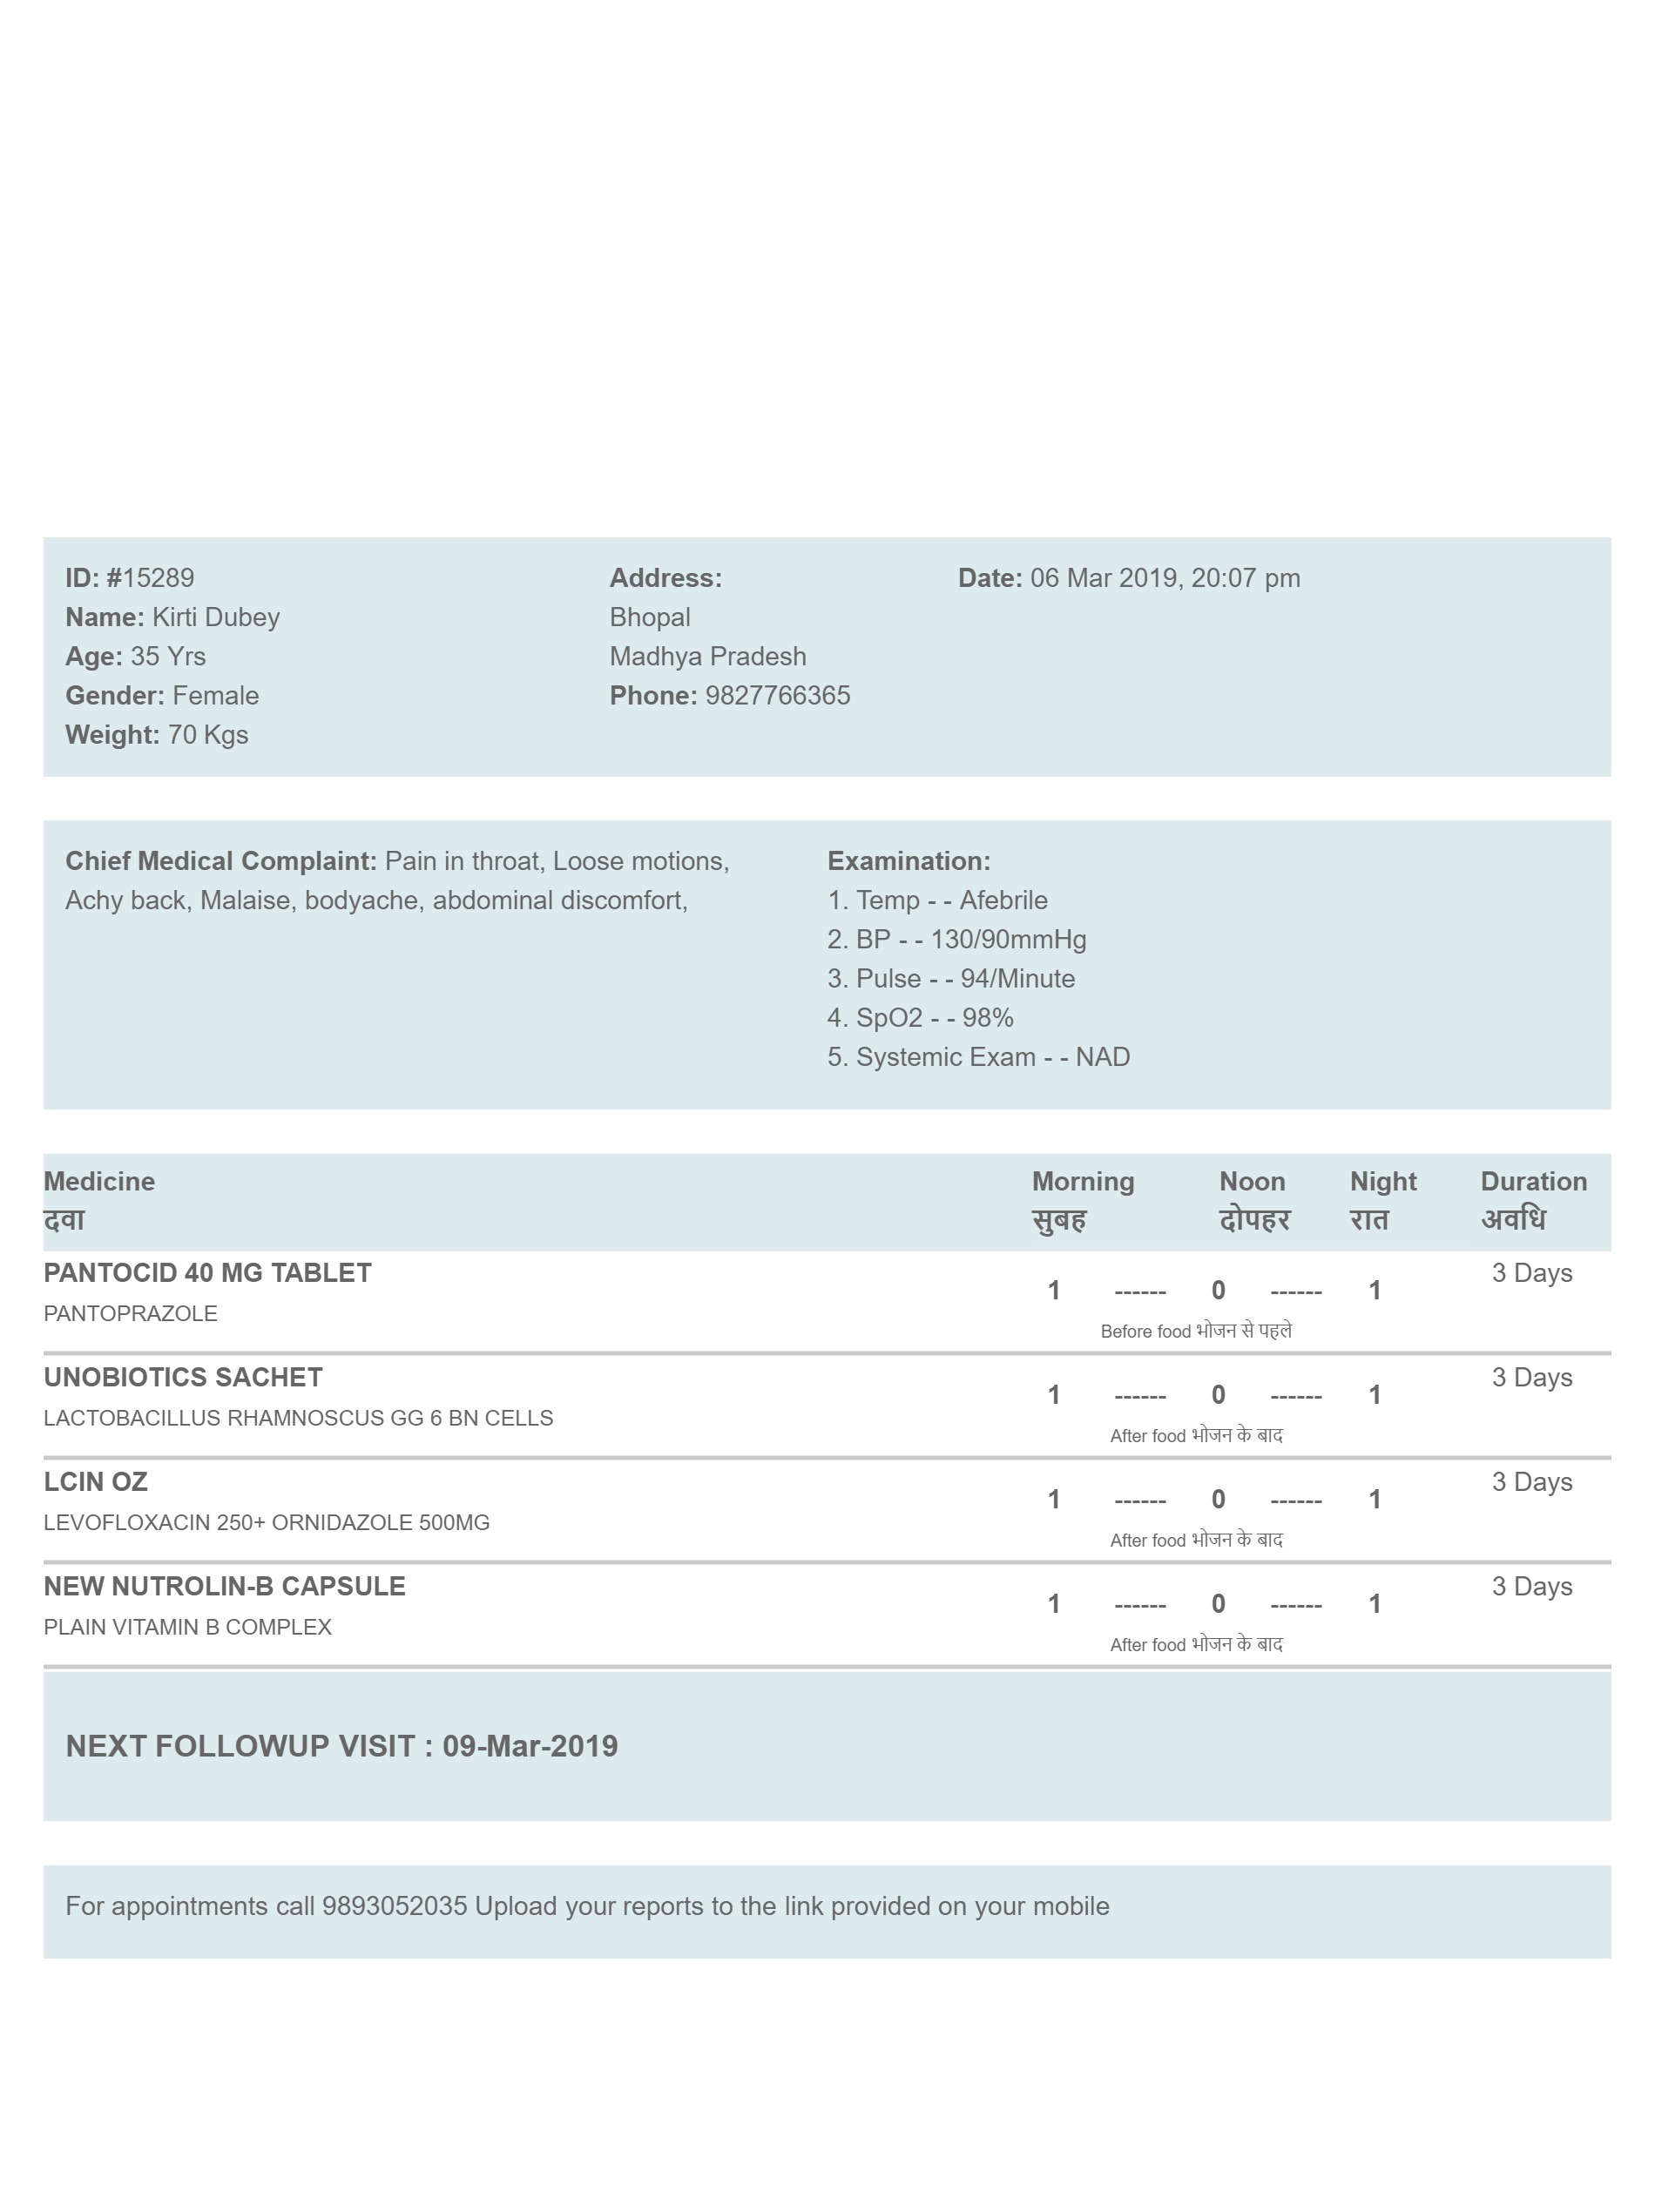 ID: #15289
Name: Kirti Dubey
Age: 35 Yrs
Gender: Female
Weight: 70 Kgs
Address:
Bhopal
Madhya Pradesh
Phone: 9827766365
Date: 06 Mar 2019, 20:07 pm
Chief Medical Complaint: Pain in throat, Loose motions,
Achy back, Malaise, bodyache, abdominal discomfort,
Examination:
1. Temp - - Afebrile
2. BP - - 130/90mmHg
3. Pulse - - 94/Minute
4. SpO2 - - 98%
5. Systemic Exam - - NAD
Medicine Morning Noon Night Duration
दवा सुबह दोपहर रात अवधि
PANTOCID 40 MG TABLET 1 ------ 0 ------ 1 3 Days
PANTOPRAZOLE
Before food भोजन से पहले
UNOBIOTICS SACHET 1 ------ 0 ------ 1 3 Days
LACTOBACILLUS RHAMNOSCUS GG 6 BN CELLS
After food भोजन के बाद
LCIN OZ 1 ------ 0 ------ 1 3 Days
LEVOFLOXACIN 250+ ORNIDAZOLE 500MG
After food भोजन के बाद
NEW NUTROLIN-B CAPSULE 1 ------ 0 ------ 1 3 Days
PLAIN VITAMIN B COMPLEX
After food भोजन के बाद
NEXT FOLLOWUP VISIT : 09-Mar-2019
For appointments call 9893052035 Upload your reports to the link provided on your mobile